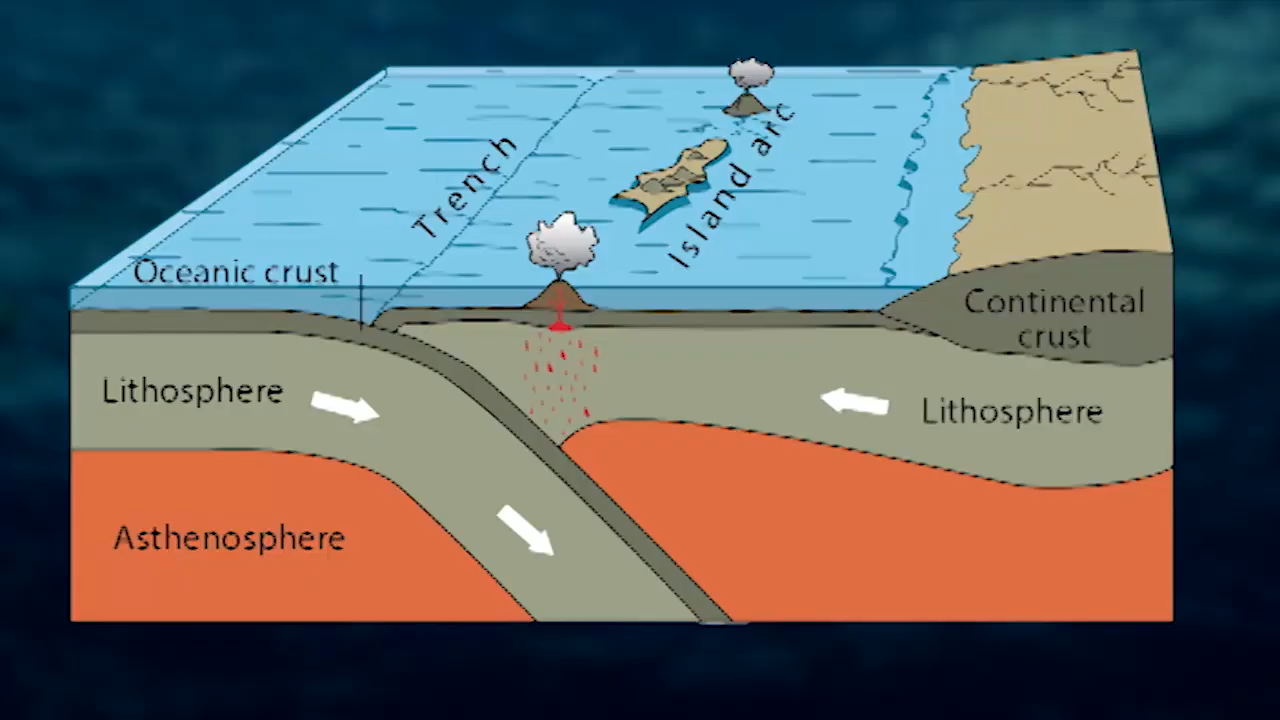 Trench
Island arc
Oceanic crust
Continental
crust
Lithosphere
Lithosphere
Asthenosphere